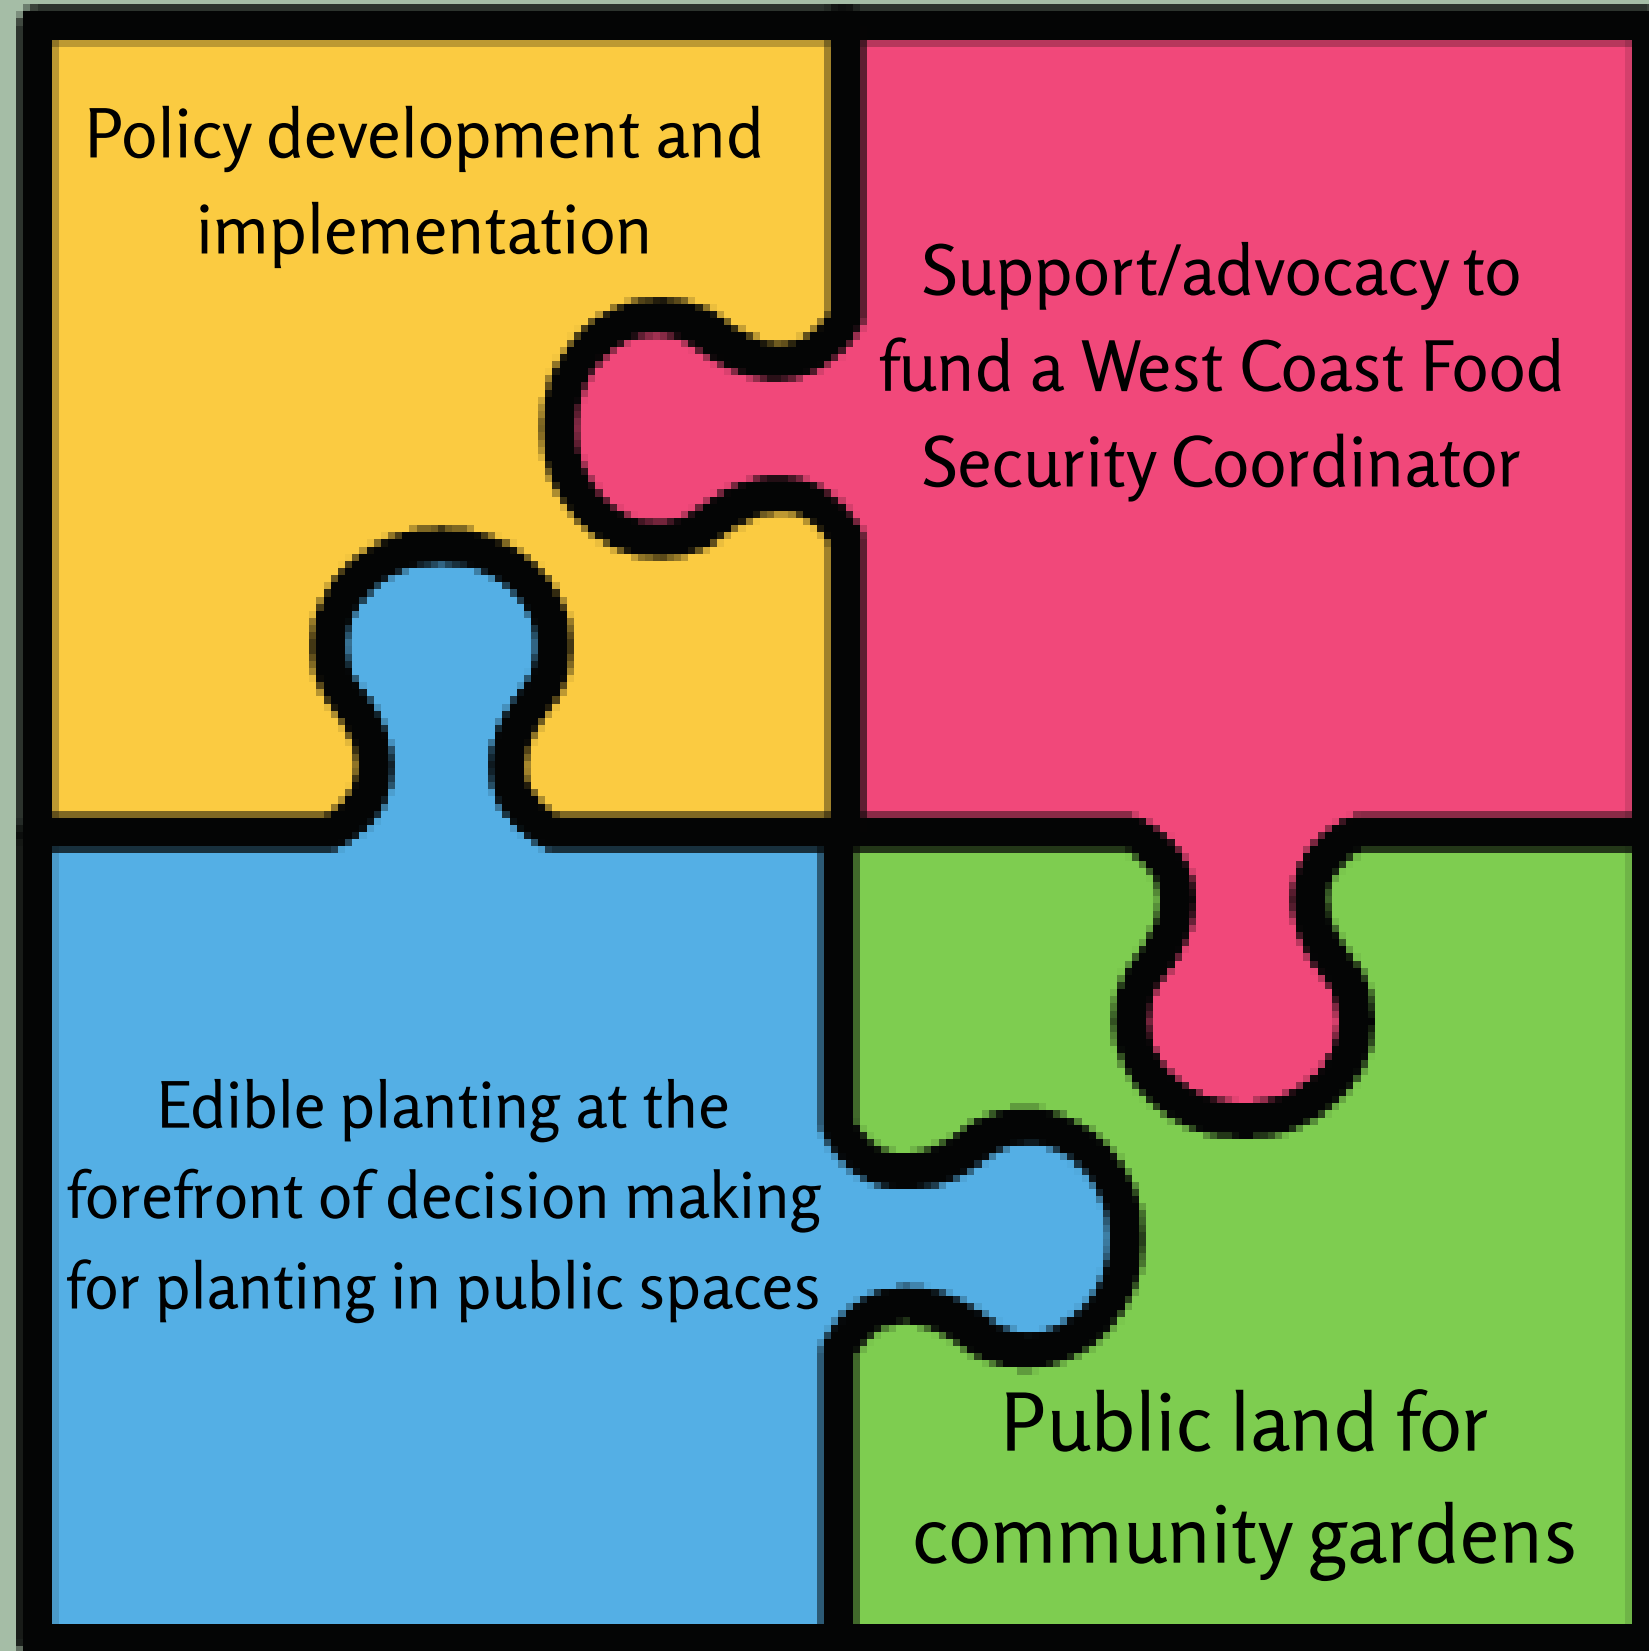 Policy development and
implementation
Support/advocacy to
fund a West Coast Food
Security Coordinator
Edible planting at the
forefront of decision making
for planting in public spaces
Public land for
community gardens